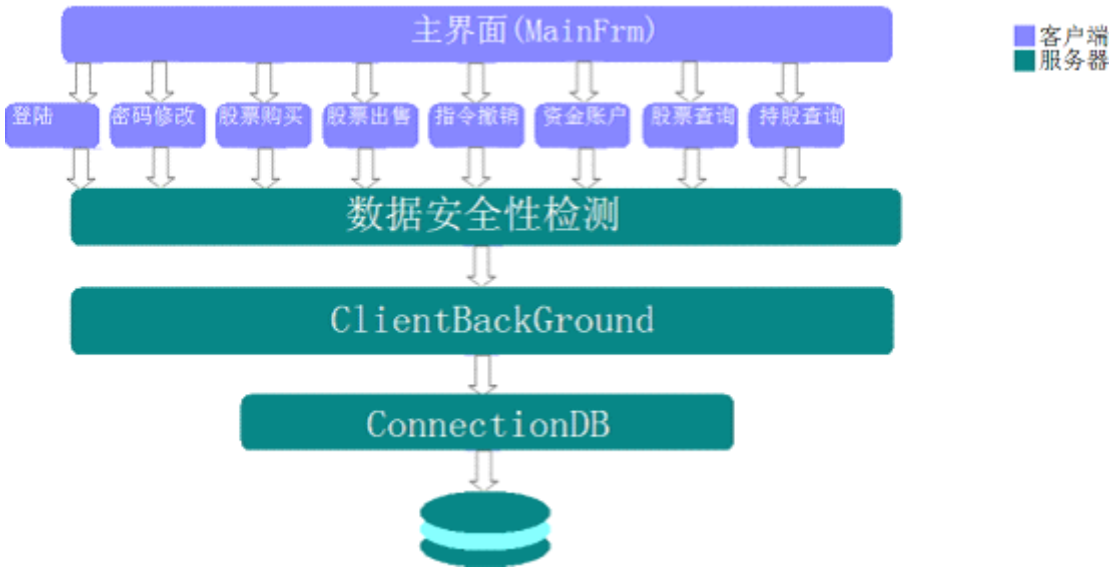 主界面(MainFrm)
客户端
服务器
登陆 密码修改 股票购买 股票出售 指令撤销 资金账户 股票查询 持股查询
数据安全性检测
ClientBackGround
ConnectionDB